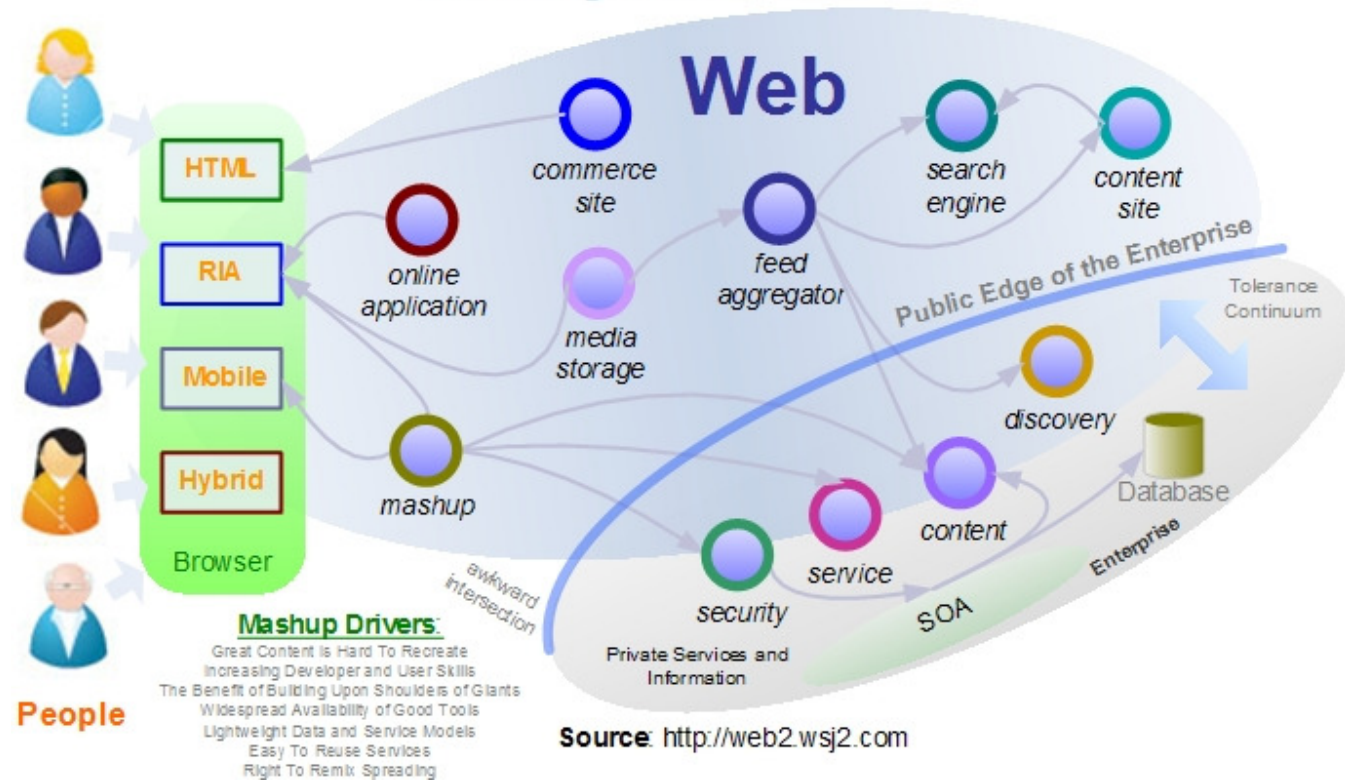 Web
HTML
RIA
Mobile
Hybrid
Browser
People
commerce
site
online
application
media
storage
feed
aggregator
search
engine
content
site
mashup
Public Edge of the Enterprise
Tolerance
Continuum
discovery
Database
content
service
security
Enterprise
SOA
awkward
intersection
Private Services and
Information
Mashup Drivers:
Great Content is Hard To Recreate
Increasing Developer and User Skills
The Benefit of Building Upon Shoulders of Giants
Widespread Availability of Good Tools
Lightweight Data and Service Models
Easy To Reuse Services
Right To Remix Spreading
Source: http://web2.wsj2.com